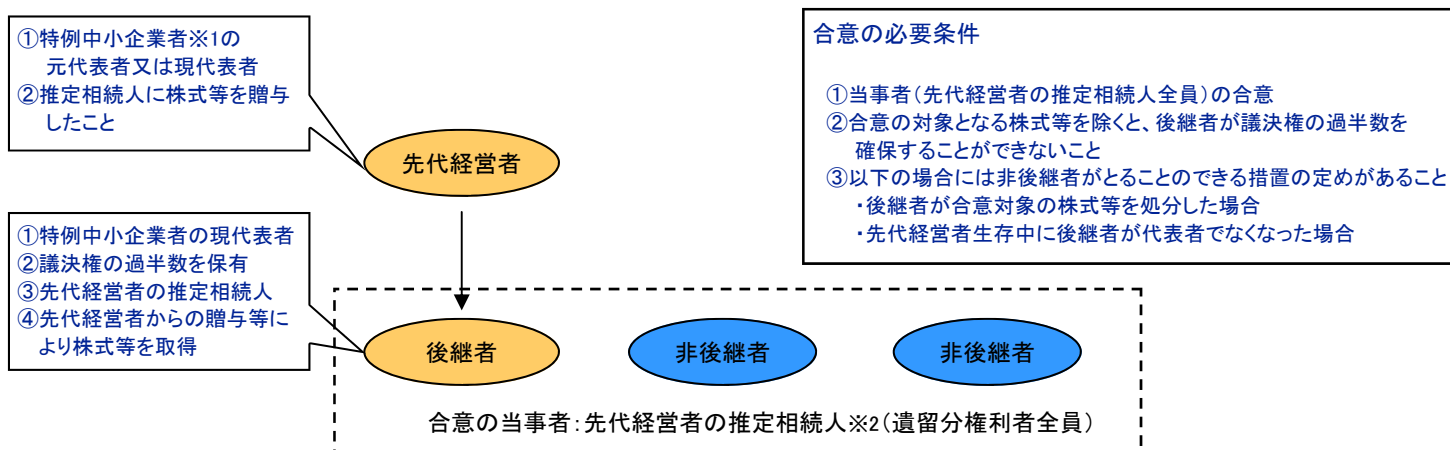 ①特例中小企業者※1の
元代表者又は現代表者
②推定相続人に株式等を贈与
したこと
合意の必要条件
①当事者(先代経営者の推定相続人全員)の合意
②合意の対象となる株式等を除くと、後継者が議決権の過半数を
確保することができないこと
③以下の場合には非後継者がとることのできる措置の定めがあること
・後継者が合意対象の株式等を処分した場合
・先代経営者生存中に後継者が代表者でなくなった場合
先代経営者
①特例中小企業者の現代表者
②議決権の過半数を保有
③先代経営者の推定相続人
④先代経営者からの贈与等に
より株式等を取得
後継者
非後継者
非後継者
合意の当事者:先代経営者の推定相続人※2(遺留分権利者全員)